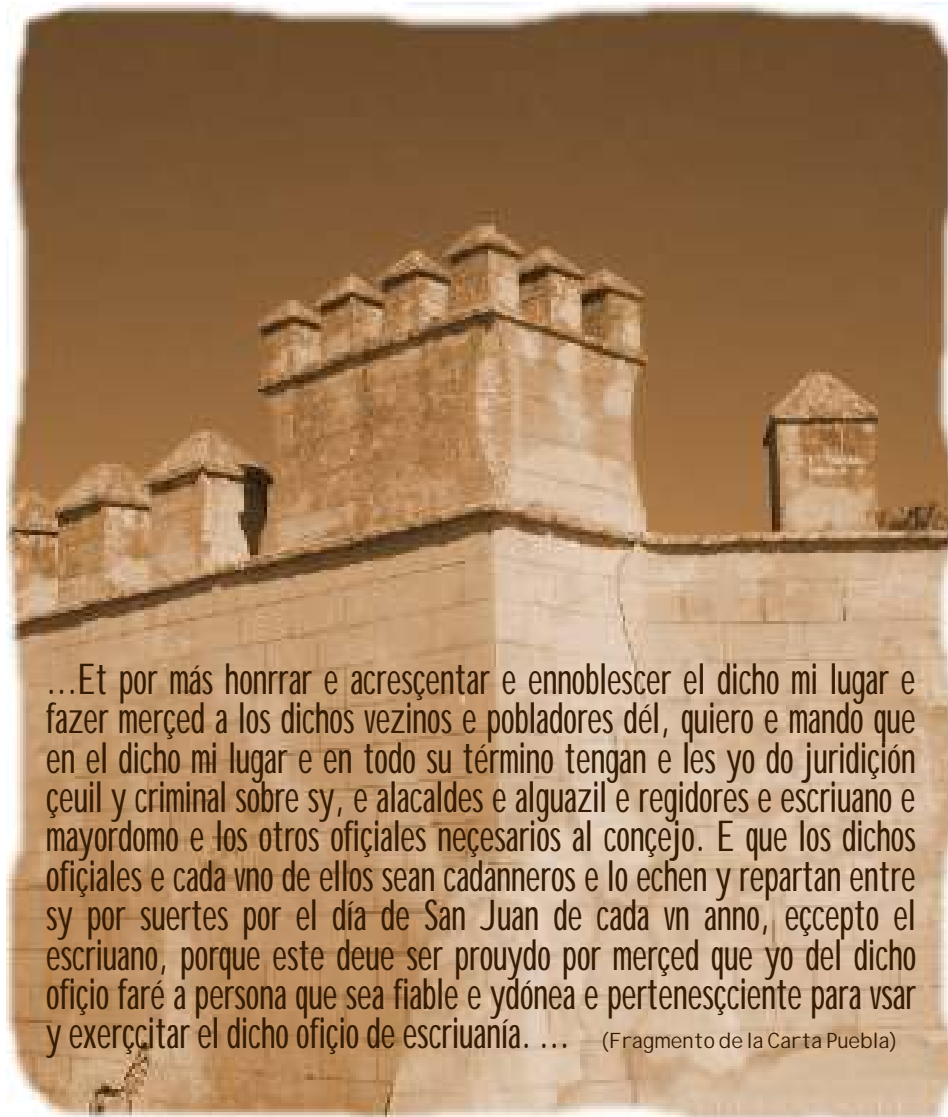 ...Et por más honrrar e acresçentar e ennoblescer el dicho mi lugar e
fazer merçed a los dichos vezinos e pobladores dél, quiero e mando que
en el dicho mi lugar e en todo su término tengan e les yo do juridiçión
çeuil y criminal sobre sy, e alacaldes e alguazil e regidores e escriuano e
mayordomo e los otros ofiçiales neçesarios al conçejo. E que los dichos
ofiçiales e cada vno de ellos sean cadanneros e lo echen y repartan entre
sy por suertes por el día de San Juan de cada vn anno, eçcepto el
escriuano, porque este deue ser prouydo por merçed que yo del dicho
ofiçio faré a persona que sea fiable e ydónea e pertenesçciente para vsar
y exerçcitar el dicho ofiçio de escriuanía. ... (Fragmento de la Carta Puebla)